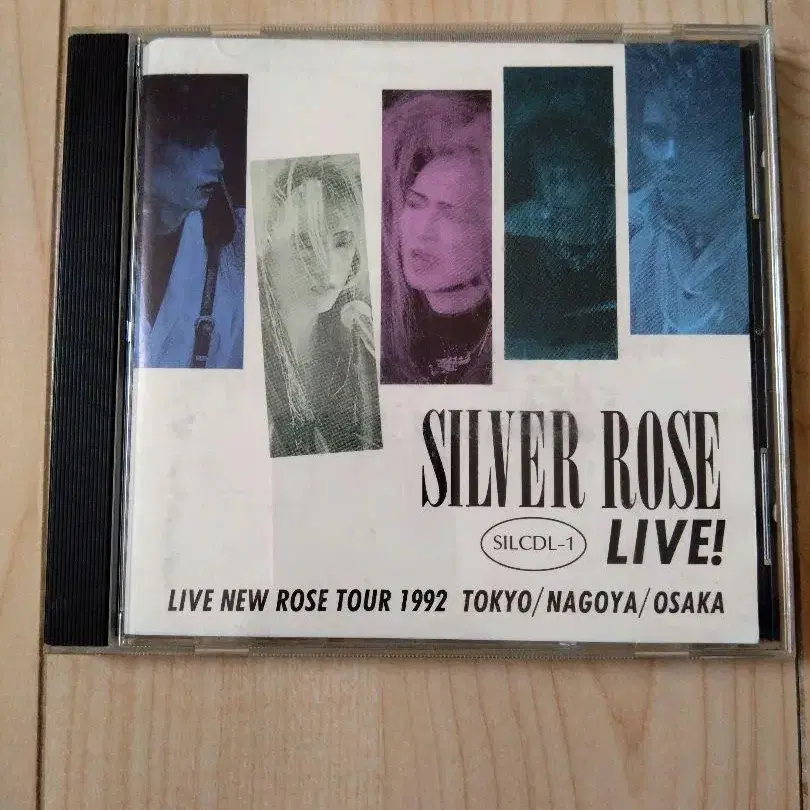 SILVER ROSE
SILCDL-1 LIVE!
LIVE NEW ROSE TOUR 1992 TOKYO/NAGOYA/OSAKA